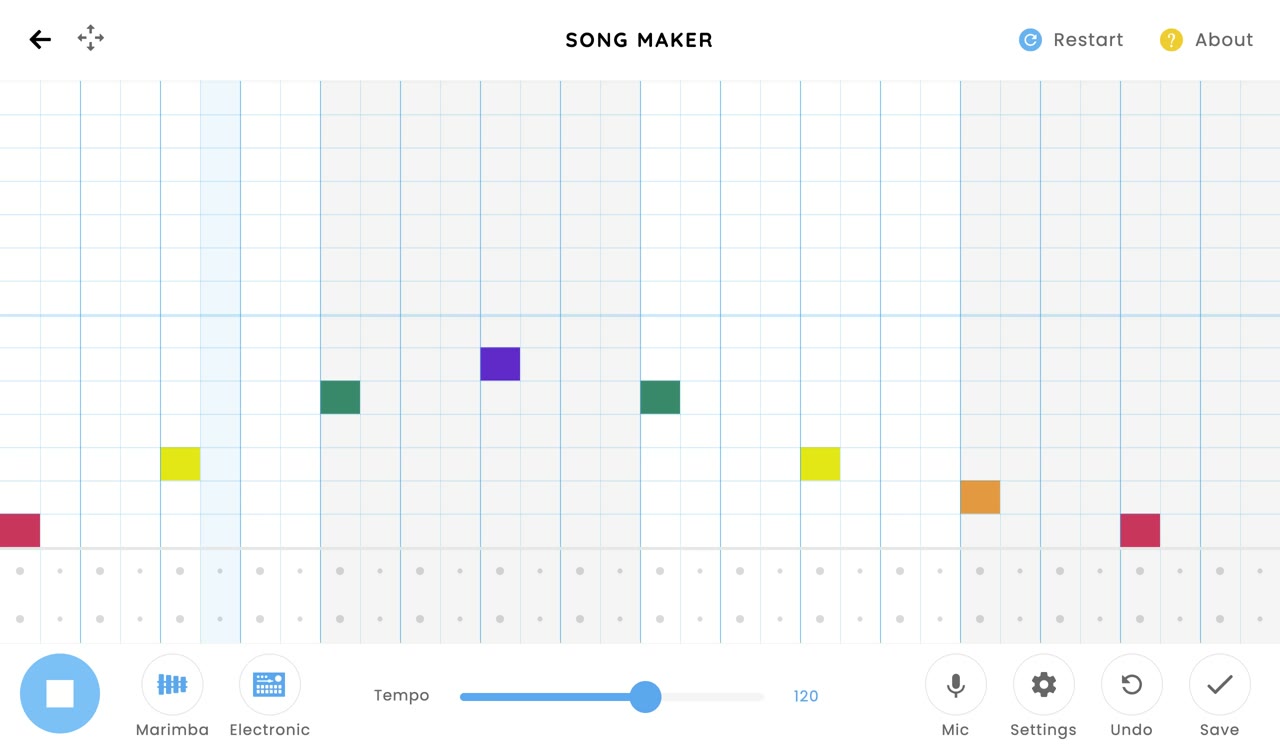 SONG MAKER
Restart
About
Marimba
Electronic
Tempo
120
Mic
Settings
Undo
Save